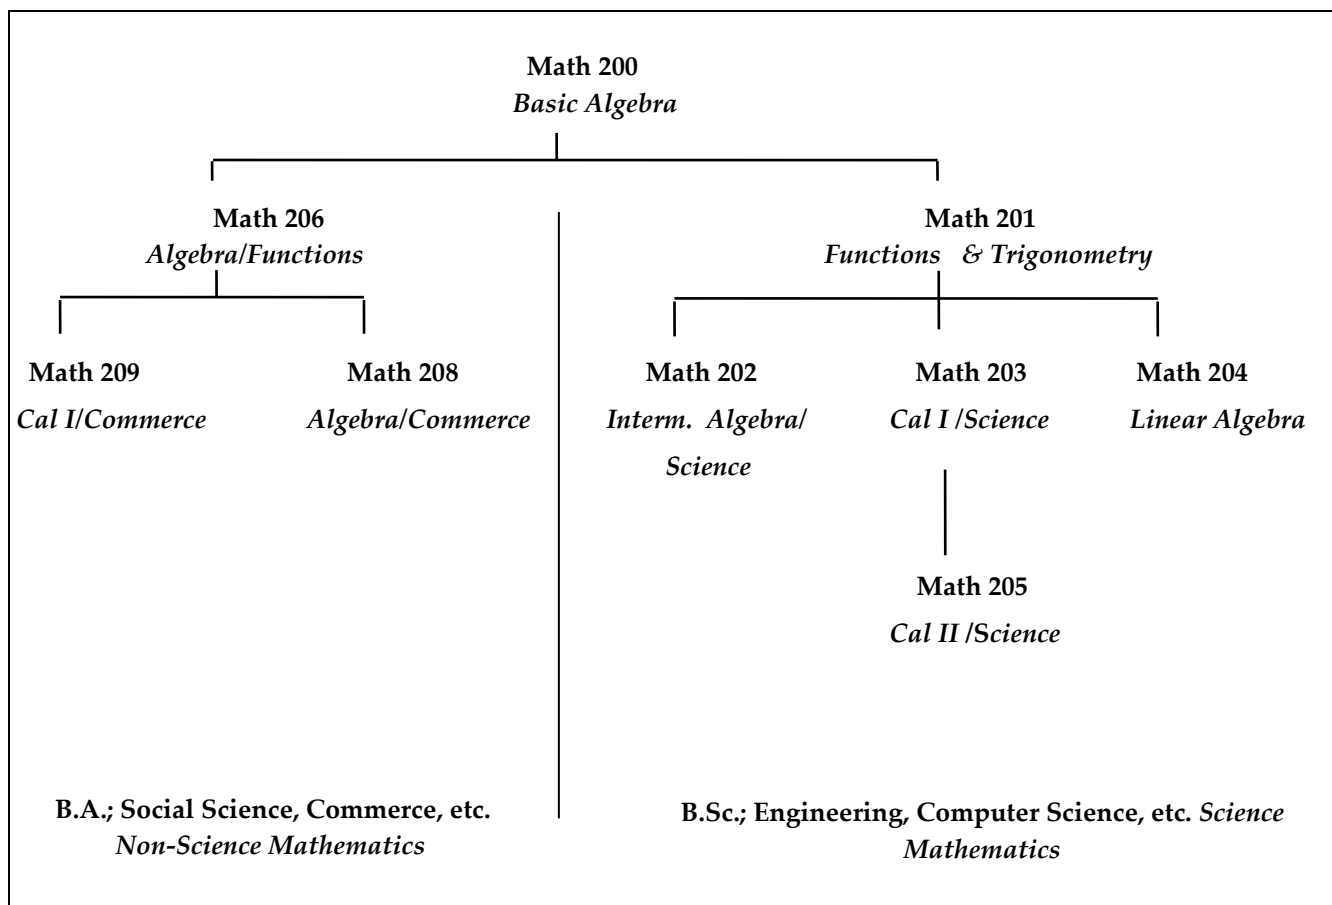 Math 200
Basic Algebra
Math 206
Algebra/Functions
Math 201
Functions & Trigonometry
Math 209
Cal I/Commerce
Math 208
Algebra/Commerce
Math 202
Interm. Algebra/
Science
Math 203
Cal I /Science
Math 204
Linear Algebra
Math 205
Cal II /Science
B.A.; Social Science, Commerce, etc.
Non-Science Mathematics
B.Sc.; Engineering, Computer Science, etc. Science
Mathematics